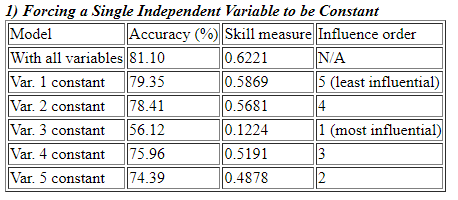 1) Forcing a Single Independent Variable to be Constant
Model Accuracy (%) Skill measure Influence order
With all variables 81.10 0.6221 N/A
Var. 1 constant 79.35 0.5869 5 (least influential)
Var. 2 constant 78.41 0.5681 4
Var. 3 constant 56.12 0.1224 1 (most influential)
Var. 4 constant 75.96 0.5191 3
Var. 5 constant 74.39 0.4878 2